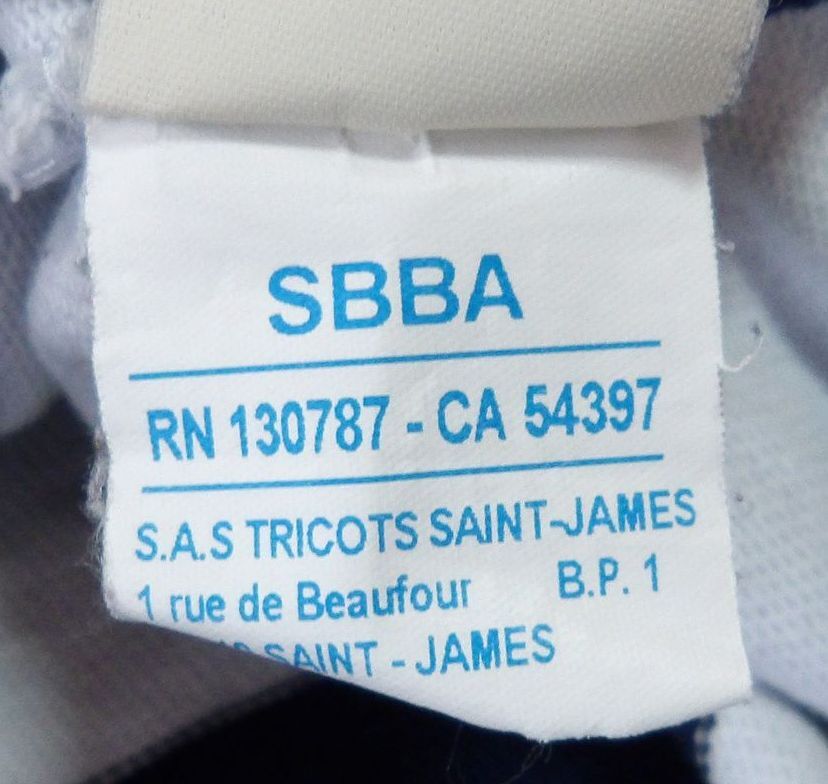 SBBA
RN 130787 - CA 54397
S.A.S TRICOTS SAINT-JAMES
1 rue de Beaufour B.P. 1
SAINT - JAMES